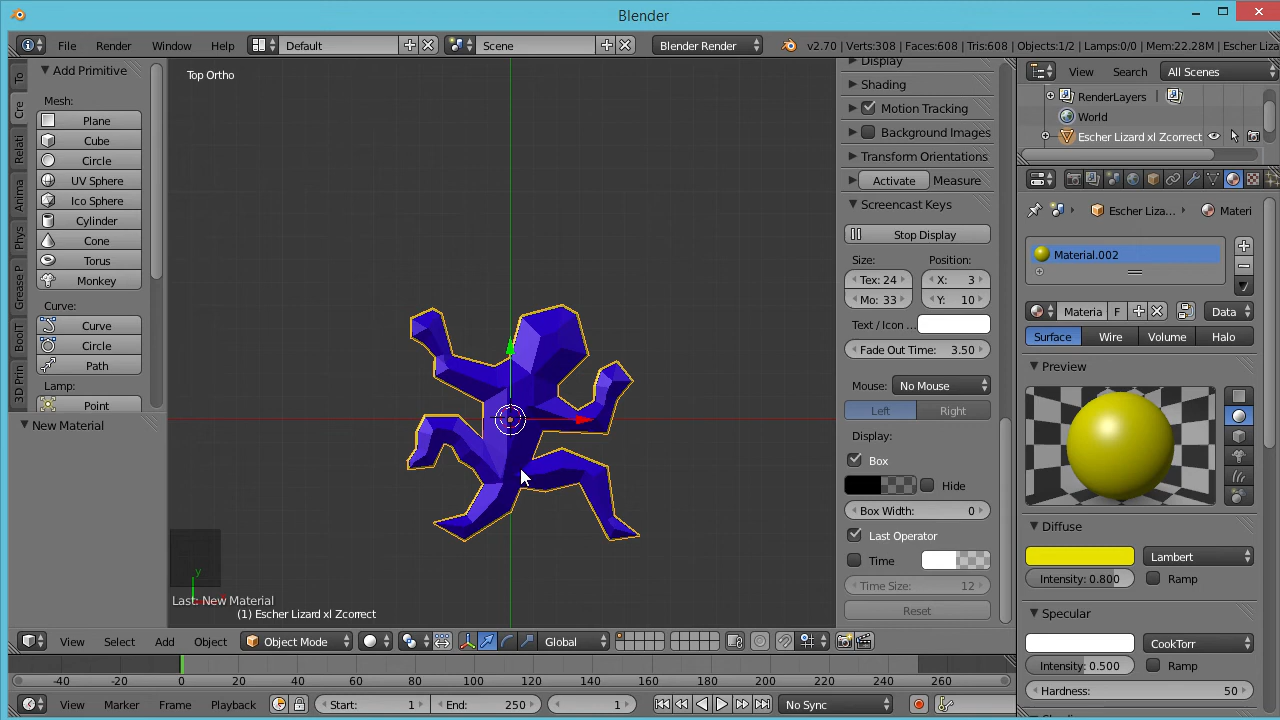 Blender
File Render Window Help Default Scene Blender Render v2.70 | Verts:308 | Faces:608 | Tris:608 | Objects:1/2 | Lamps:0/0 | Mem:22.28M | Escher Liza
Top Ortho
To
Cre
Relati
Anima
Phys
Grease P
BoolT
3D Prin
Add Primitive
Mesh:
Plane
Cube
Circle
UV Sphere
Ico Sphere
Cylinder
Cone
Torus
Monkey
Curve:
Curve
Circle
Path
Lamp:
Point
New Material
y
Last: New Material
(1) Escher Lizard xl Zcorrect
Display
Shading
Motion Tracking
Background Images
Transform Orientations
Activate Measure
Screencast Keys
Stop Display
Size: Position:
Tex: 24 X: 3
Mo: 33 Y: 10
Text / Icon ...
Fade Out Time: 3.50
Mouse: No Mouse
Left Right
Display:
Box
Hide
Box Width: 0
Last Operator
Time
Time Size: 12
Reset
View Search All Scenes
RenderLayers |
World
Escher Lizard xl Zcorrect
Escher Liza... Materi
Material.002
Materia F Data
Surface Wire Volume Halo
Preview
Diffuse
Lambert
Intensity: 0.800 Ramp
Specular
CookTorr
Intensity: 0.500 Ramp
Hardness: 50
View Select Add Object Object Mode Global
-40 -20 0 20 40 60 80 100 120 140 160 180 200 220 240 260
View Marker Frame Playback Start: 1 End: 250 1 No Sync